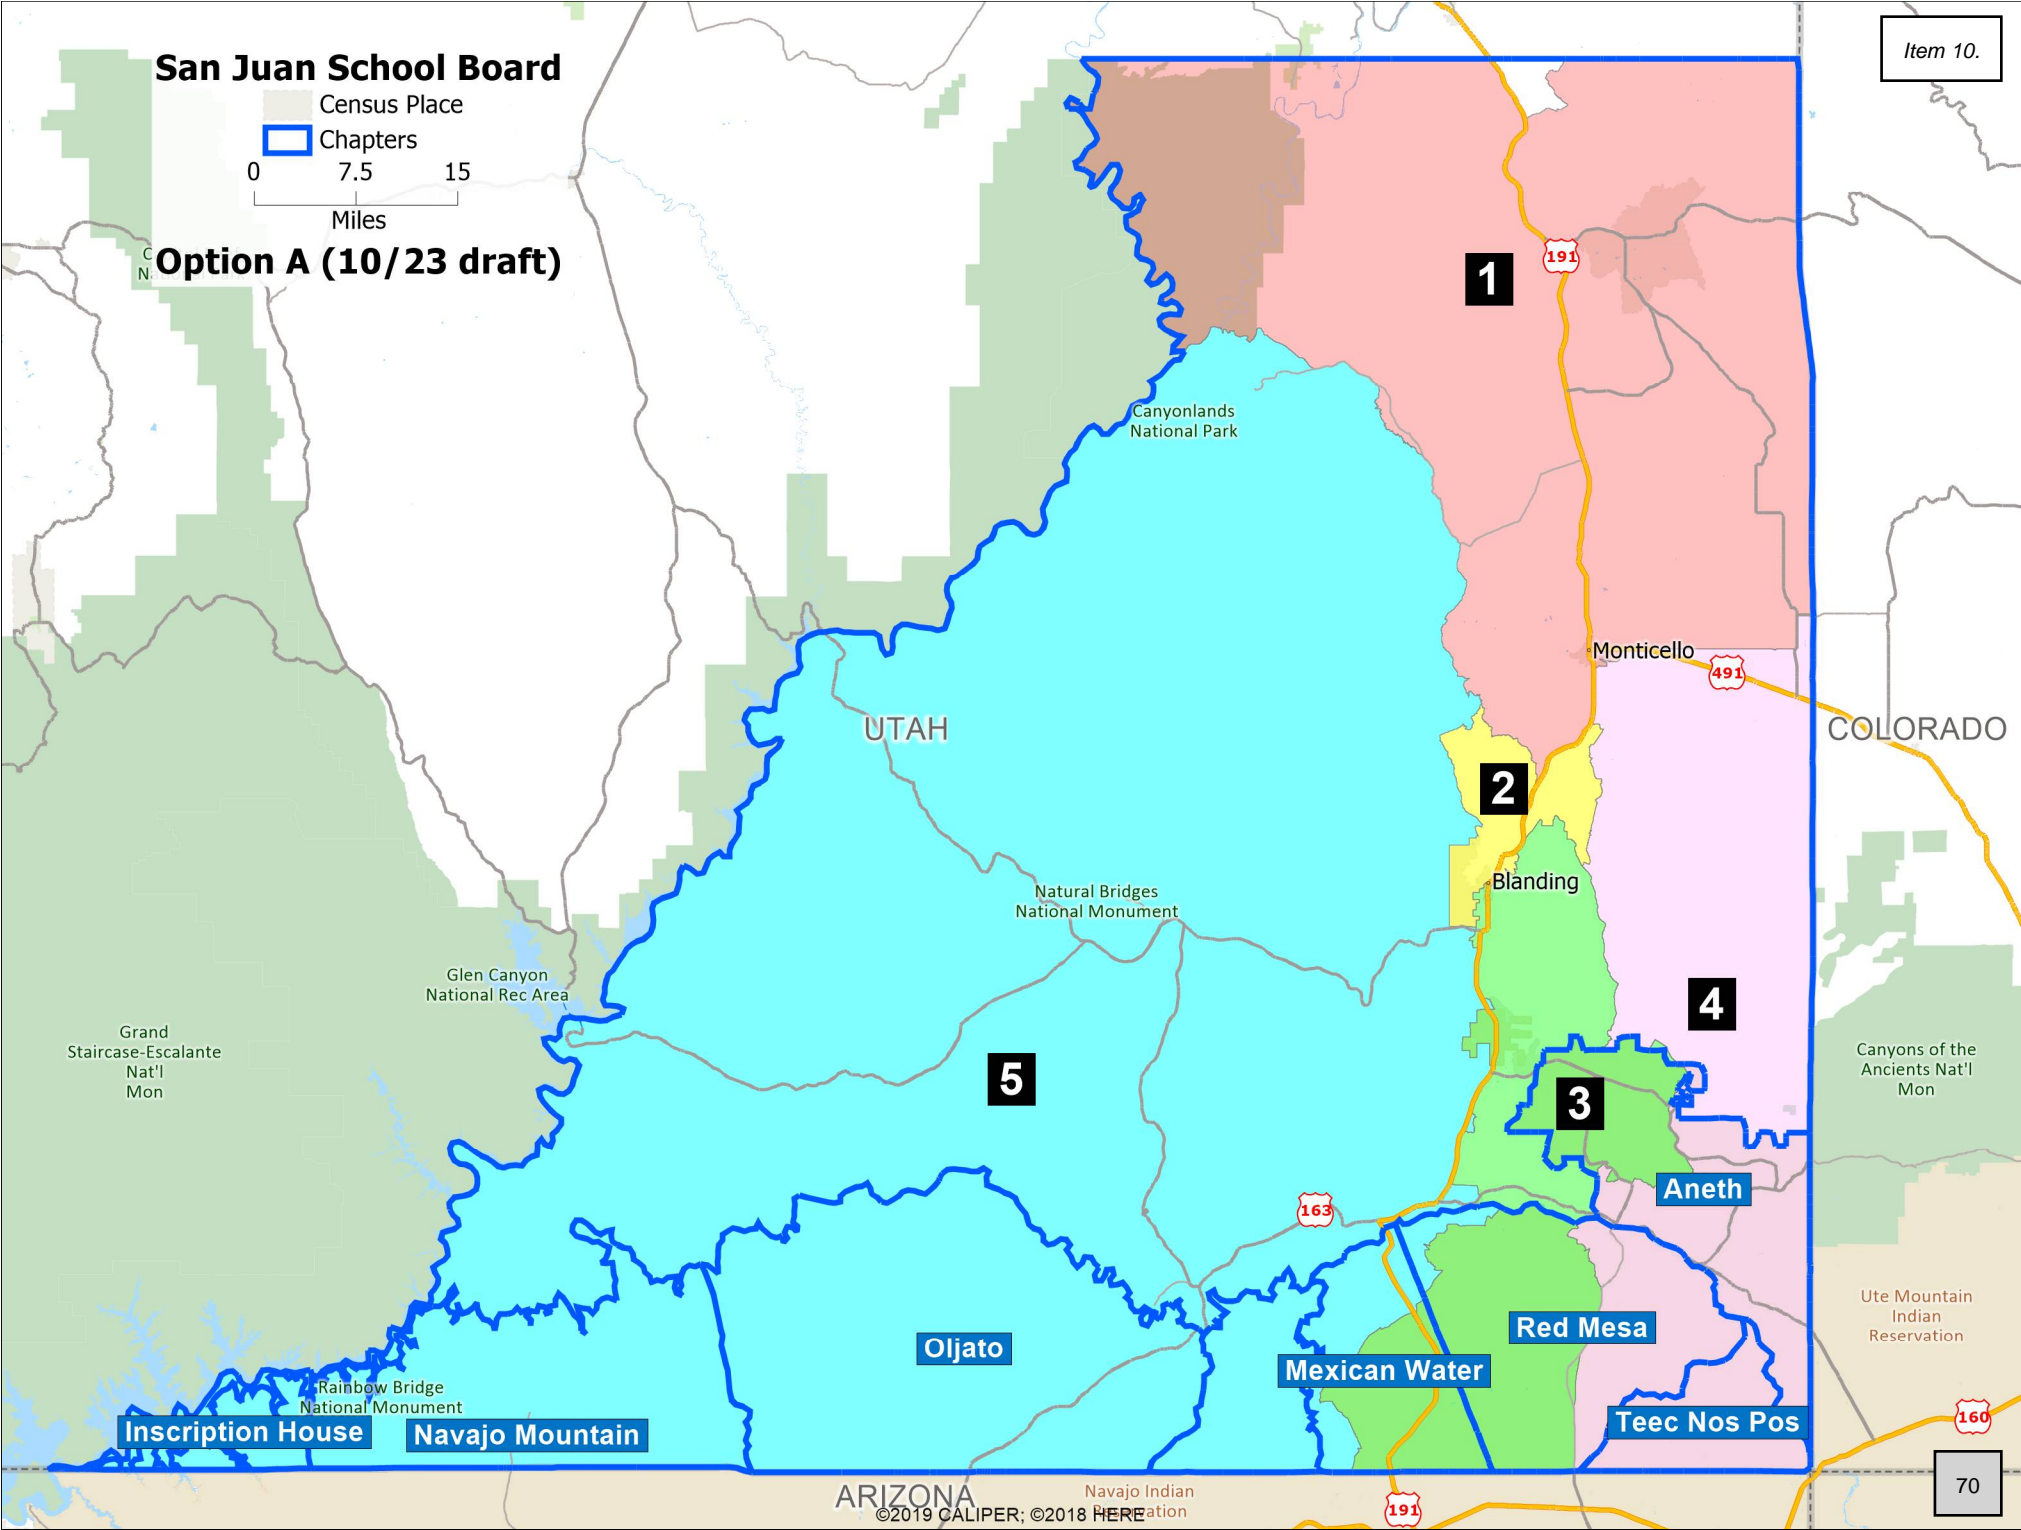 San Juan School Board
Census Place
Chapters
0 7.5 15
Miles
Option A (10/23 draft)
Item 10.
191
1
Canyonlands
National Park
Monticello
491
UTAH
COLORADO
2
Blanding
Natural Bridges
National Monument
Glen Canyon
National Rec Area
4
Grand
Staircase-Escalante
Nat'l
Mon
Canyons of the
Ancients Nat'l
Mon
5
3
Aneth
163
Ute Mountain
Indian
Reservation
Red Mesa
Oljato
Mexican Water
Rainbow Bridge
National Monument
Inscription House
Navajo Mountain
Teec Nos Pos
160
70
ARIZONA
Navajo Indian
Reservation
191
©2019 CALIPER; ©2018 HERE